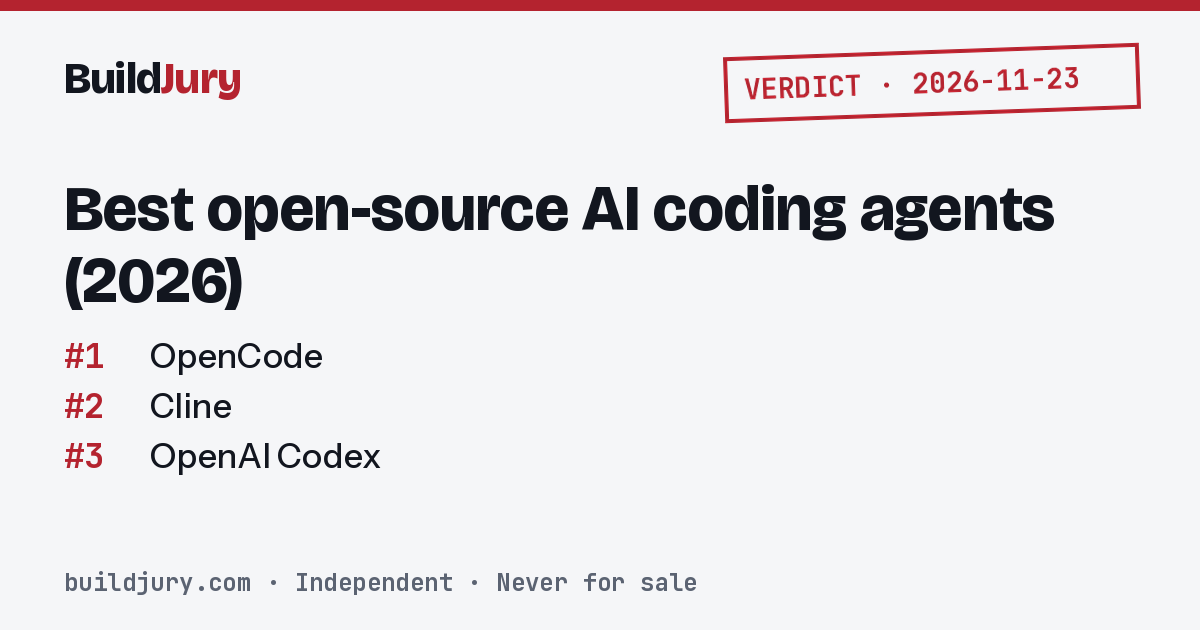 BuildJury
VERDICT · 2026-11-23
Best open-source AI coding agents
(2026)
#1 OpenCode
#2 Cline
#3 OpenAI Codex
buildjury.com · Independent · Never for sale